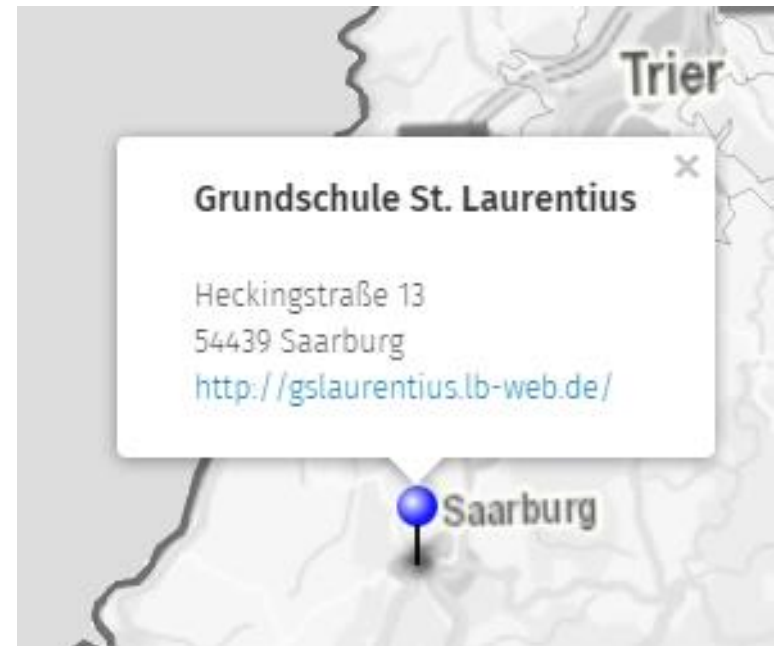 Trier
Grundschule St. Laurentius
Heckingstraße 13
54439 Saarburg
http://gslaurentius.lb-web.de/
Saarburg